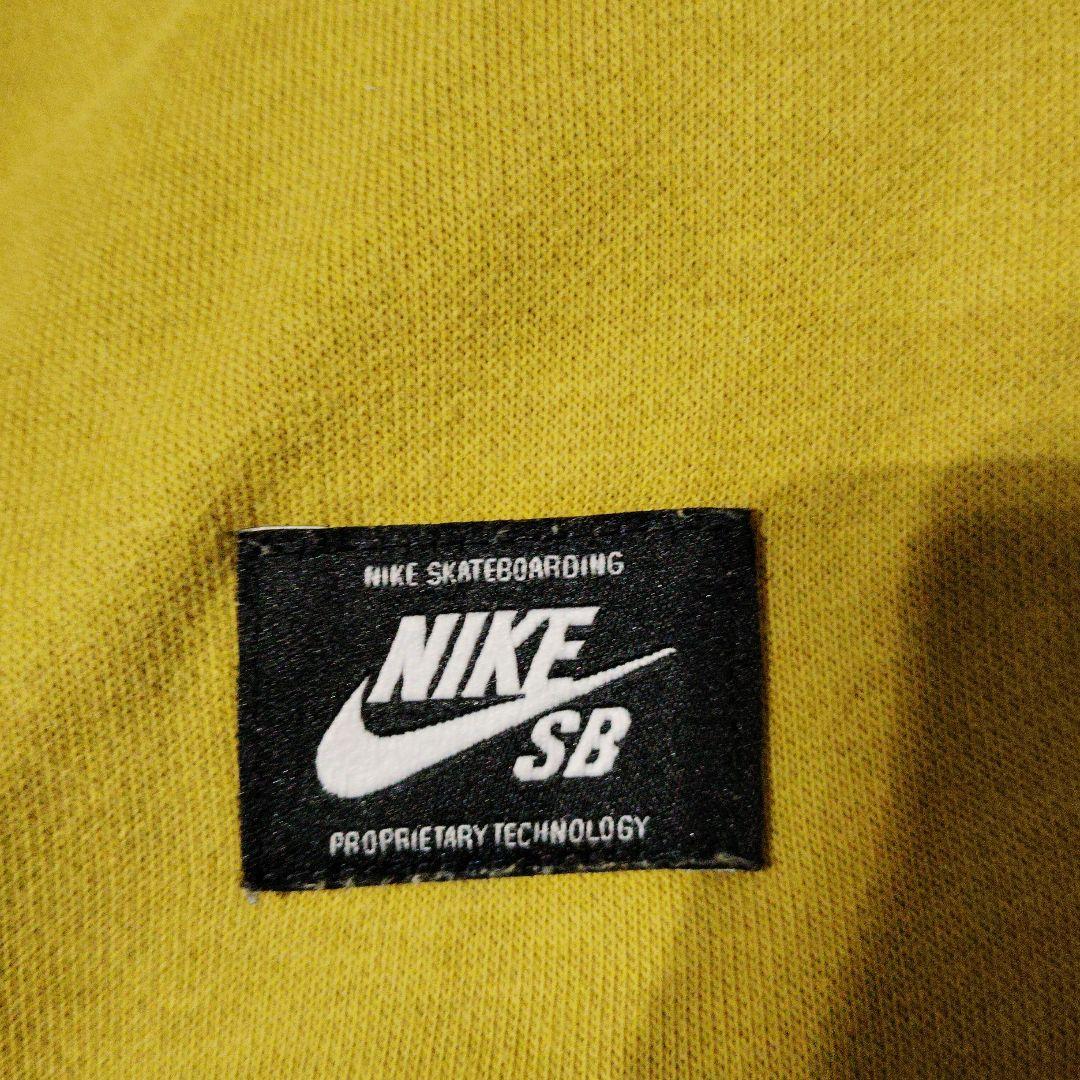 NIKE SKATEBOARDING
NIKE
SB
PROPRIETARY TECHNOLOGY